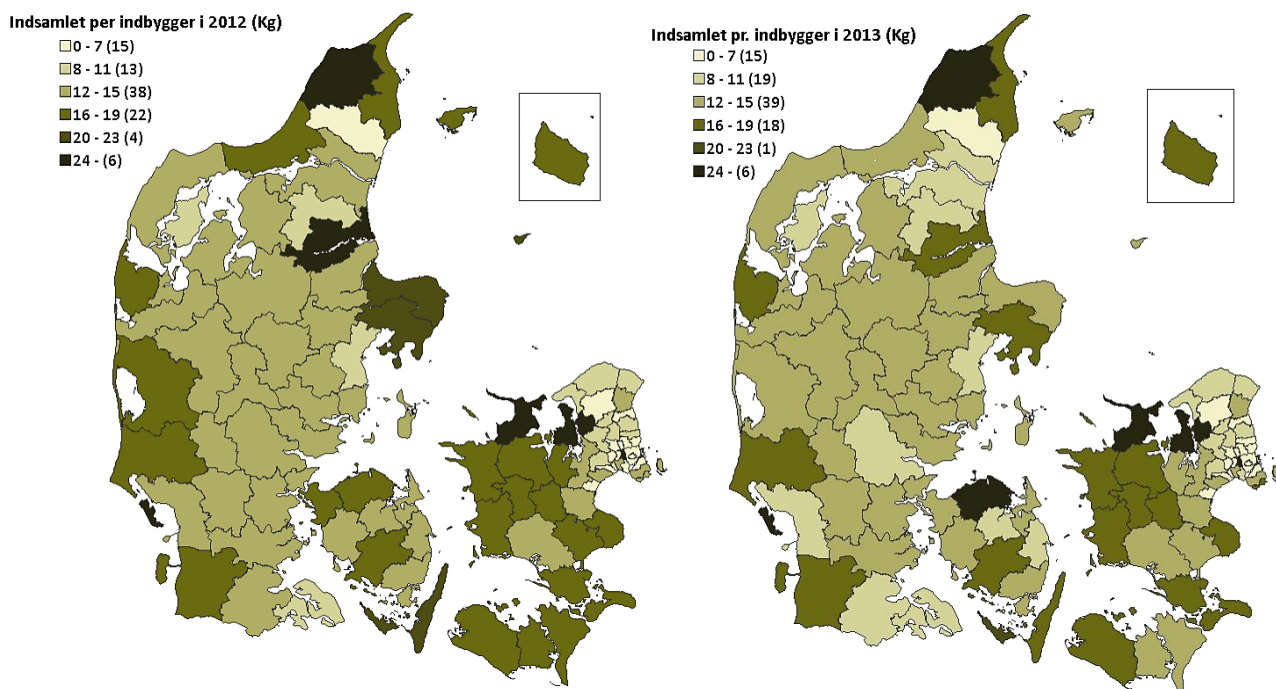 Indsamlet per indbygger i 2012 (Kg)
0 - 7 (15)
8 - 11 (13)
12 - 15 (38)
16 - 19 (22)
20 - 23 (4)
24 - (6)
Indsamlet pr. indbygger i 2013 (Kg)
0 - 7 (15)
8 - 11 (19)
12 - 15 (39)
16 - 19 (18)
20 - 23 (1)
24 - (6)